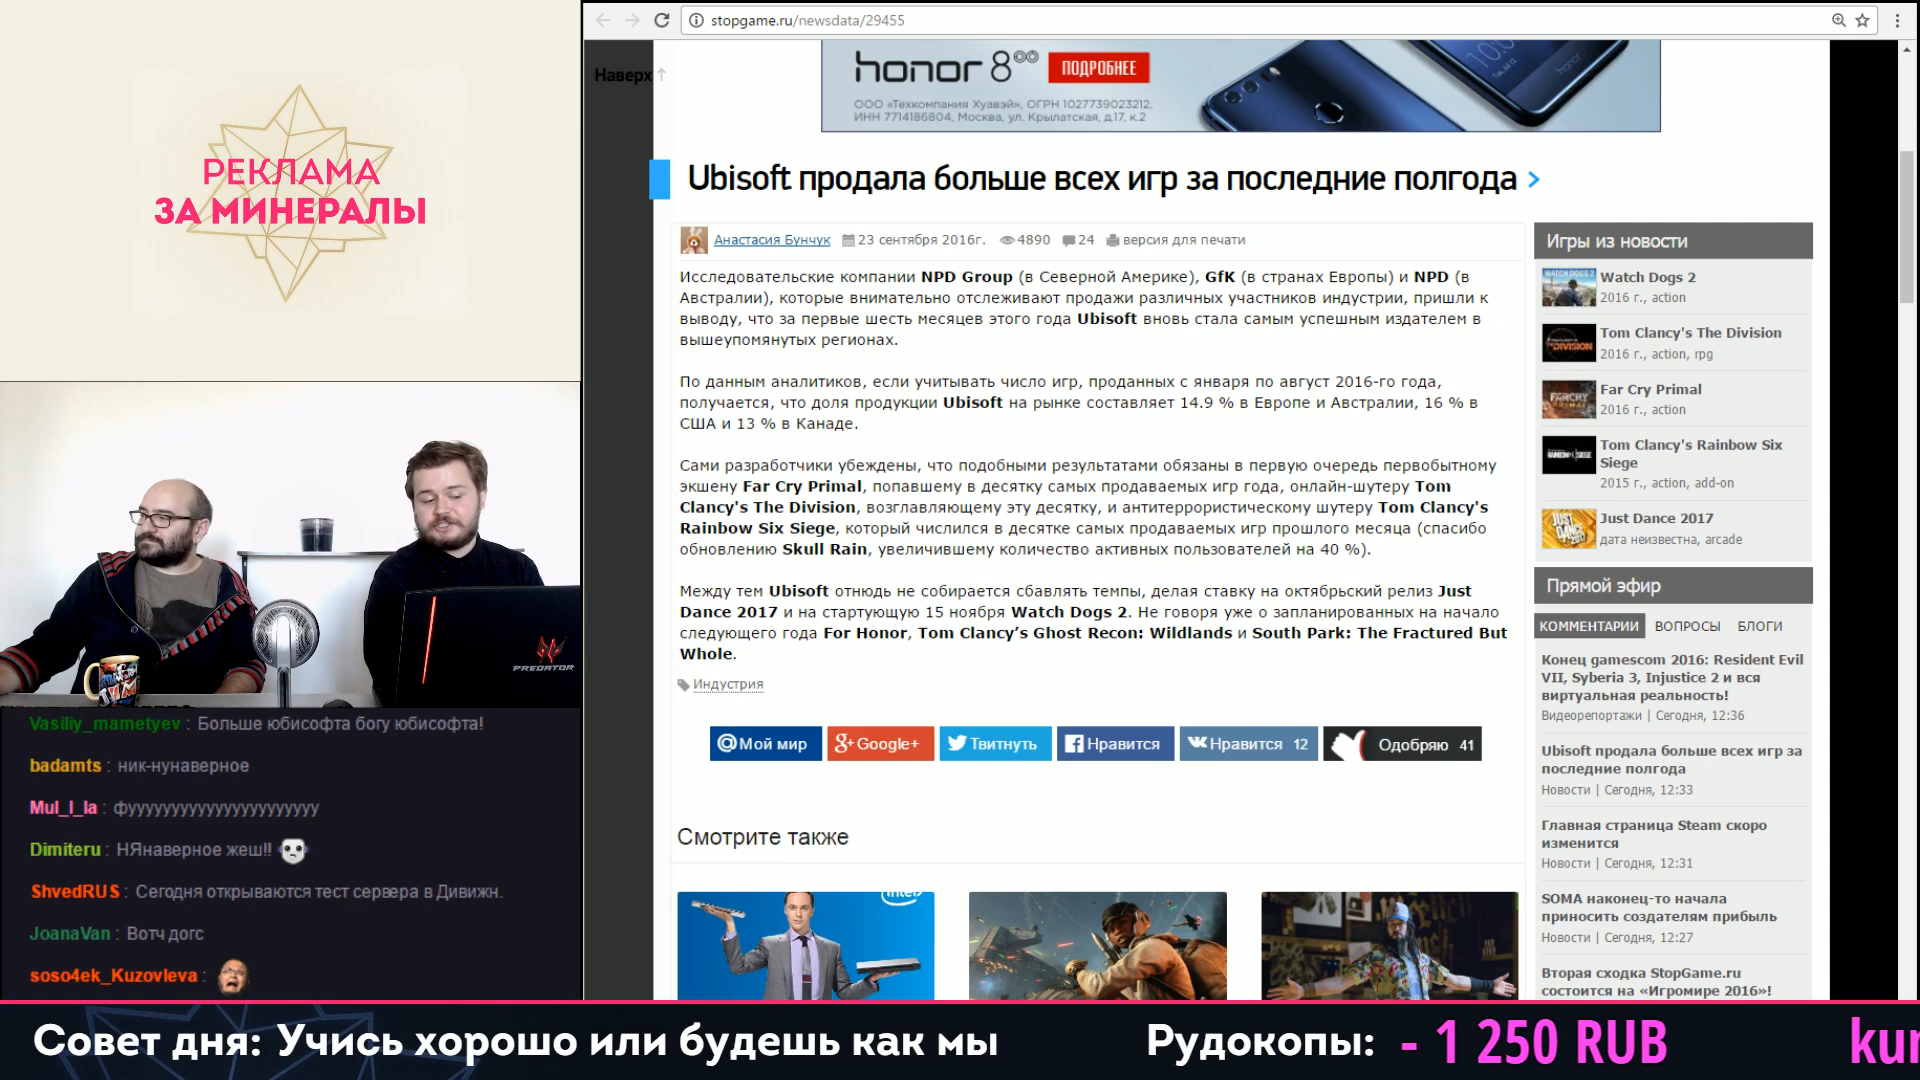 РЕКЛАМА
ЗА МИНЕРАЛЫ
PREDATOR
Vasiliy_mametyev : Больше юбисофта богу юбисофта!
badamts : ник-нунаверное
Mul_l_la : фуууууууууууууууууууууу
Dimiteru : НЯнаверное жеш!!
ShvedRUS : Сегодня открываются тест сервера в Дивижн.
JoanaVan : Вотч догс
soso4ek_Kuzovleva :
stopgame.ru/newsdata/29455
Наверх ↑
honor 8
ПОДРОБНЕЕ
ООО «Техкомпания Хуавэй», ОГРН 1027739023212,
ИНН 7714186804, Москва, ул. Крылатская, д.17, к.2
Ubisoft продала больше всех игр за последние полгода >
Анастасия Бунчук 23 сентября 2016г. 4890 24 версия для печати
Исследовательские компании NPD Group (в Северной Америке), GfK (в странах Европы) и NPD (в
Австралии), которые внимательно отслеживают продажи различных участников индустрии, пришли к
выводу, что за первые шесть месяцев этого года Ubisoft вновь стала самым успешным издателем в
вышеупомянутых регионах.
По данным аналитиков, если учитывать число игр, проданных с января по август 2016-го года,
получается, что доля продукции Ubisoft на рынке составляет 14.9 % в Европе и Австралии, 16 % в
США и 13 % в Канаде.
Сами разработчики убеждены, что подобными результатами обязаны в первую очередь первобытному
экшену Far Cry Primal, попавшему в десятку самых продаваемых игр года, онлайн-шутеру Tom
Clancy's The Division, возглавляющему эту десятку, и антитеррористическому шутеру Tom Clancy's
Rainbow Six Siege, который числился в десятке самых продаваемых игр прошлого месяца (спасибо
обновлению Skull Rain, увеличившему количество активных пользователей на 40 %).
Между тем Ubisoft отнюдь не собирается сбавлять темпы, делая ставку на октябрьский релиз Just
Dance 2017 и на стартующую 15 ноября Watch Dogs 2. Не говоря уже о запланированных на начало
следующего года For Honor, Tom Clancy’s Ghost Recon: Wildlands и South Park: The Fractured But
Whole.
Индустрия
Мой мир
Google+
Твитнуть
Нравится
Нравится 12
Одобряю 41
Смотрите также
intel
Игры из новости
WATCH DOGS 2
Watch Dogs 2
2016 г., action
DIVISION
Tom Clancy's The Division
2016 г., action, rpg
FARCRY
PRIMAL
Far Cry Primal
2016 г., action
Tom Clancy's Rainbow Six
Siege
2015 г., action, add-on
JUST
DANCE
Just Dance 2017
дата неизвестна, arcade
Прямой эфир
КОММЕНТАРИИ ВОПРОСЫ БЛОГИ
Конец gamescom 2016: Resident Evil
VII, Syberia 3, Injustice 2 и вся
виртуальная реальность!
Видеорепортажи | Сегодня, 12:36
Ubisoft продала больше всех игр за
последние полгода
Новости | Сегодня, 12:33
Главная страница Steam скоро
изменится
Новости | Сегодня, 12:31
SOMA наконец-то начала
приносить создателям прибыль
Новости | Сегодня, 12:27
Вторая сходка StopGame.ru
состоится на «Игромире 2016»!
Совет дня: Учись хорошо или будешь как мы
Рудокопы: - 1 250 RUB